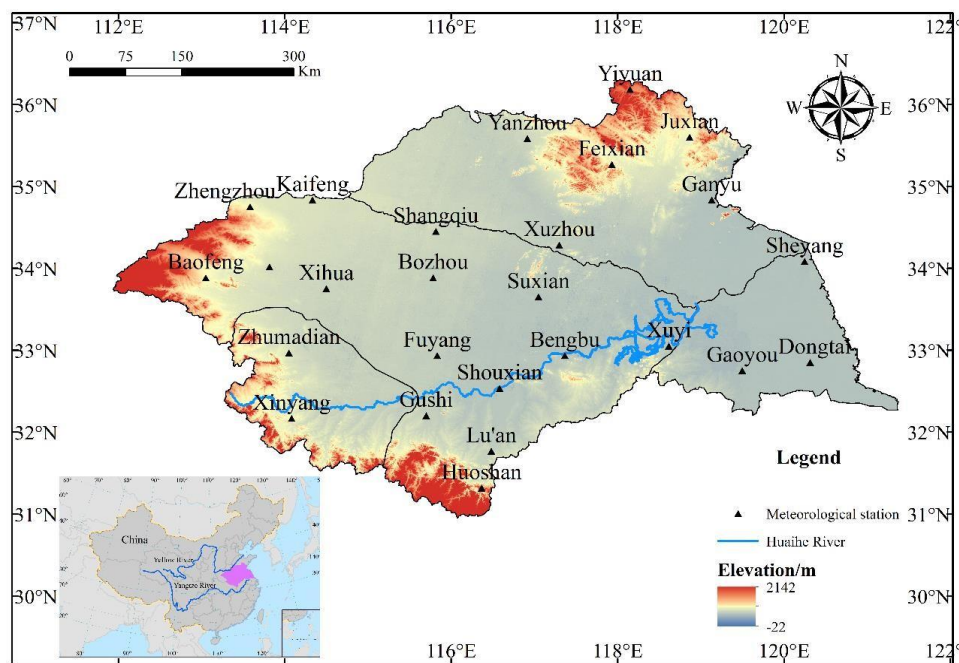 112°E 114°E 116°E 118°E 120°E 122°E
37°N 37°N
0 75 150 300
Km
N
W E
S
Yiyuan
36°N 36°N
Yanzhou Juxian
Feixian
35°N 35°N
Zhengzhou Kaifeng Ganyu
Shangqiu Xuzhou
Sheyang
34°N 34°N
Baofeng Xihua Bozhou Suxian
Zhumadian Fuyang Bengbu Xuyi
33°N 33°N
Shouxian Gaoyou Dongtai
Xinyang Gushi
32°N 32°N
Lu'an
Huoshan
Legend
31°N 31°N
Meteorological station
Huaihe River
Elevation/m
2142
-22
30°N 30°N
China
Yellow River
Yangtze River
112°E 114°E 116°E 118°E 120°E 122°E